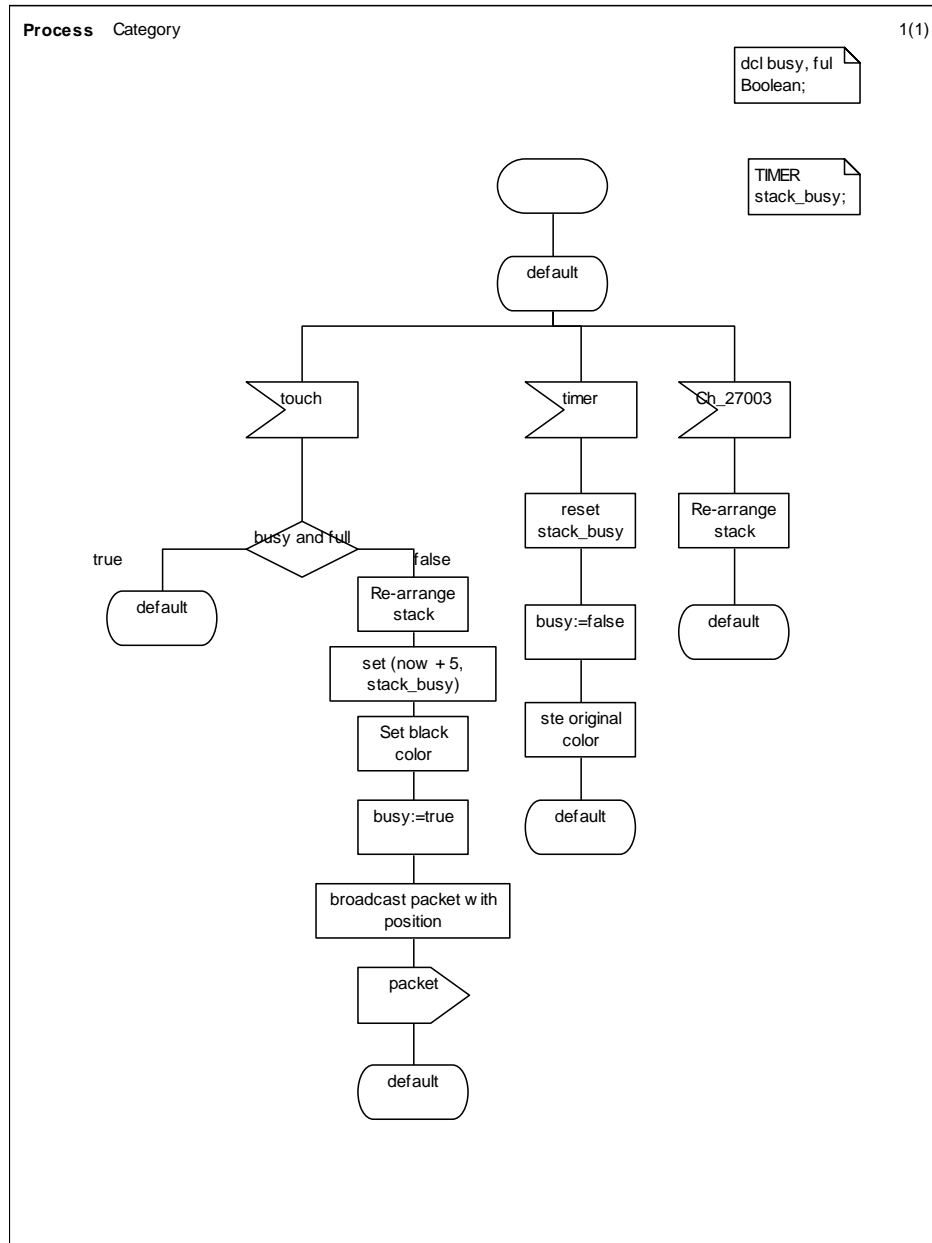 Process Category 1(1)
dcl busy, ful
Boolean;
TIMER
stack_busy;
default
touch
timer
Ch_27003
busy and full
true
false
default
Re-arrange
stack
set (now + 5,
stack_busy)
Set black
color
busy:=true
broadcast packet with
position
packet
default
reset
stack_busy
busy:=false
ste original
color
default
Re-arrange
stack
default